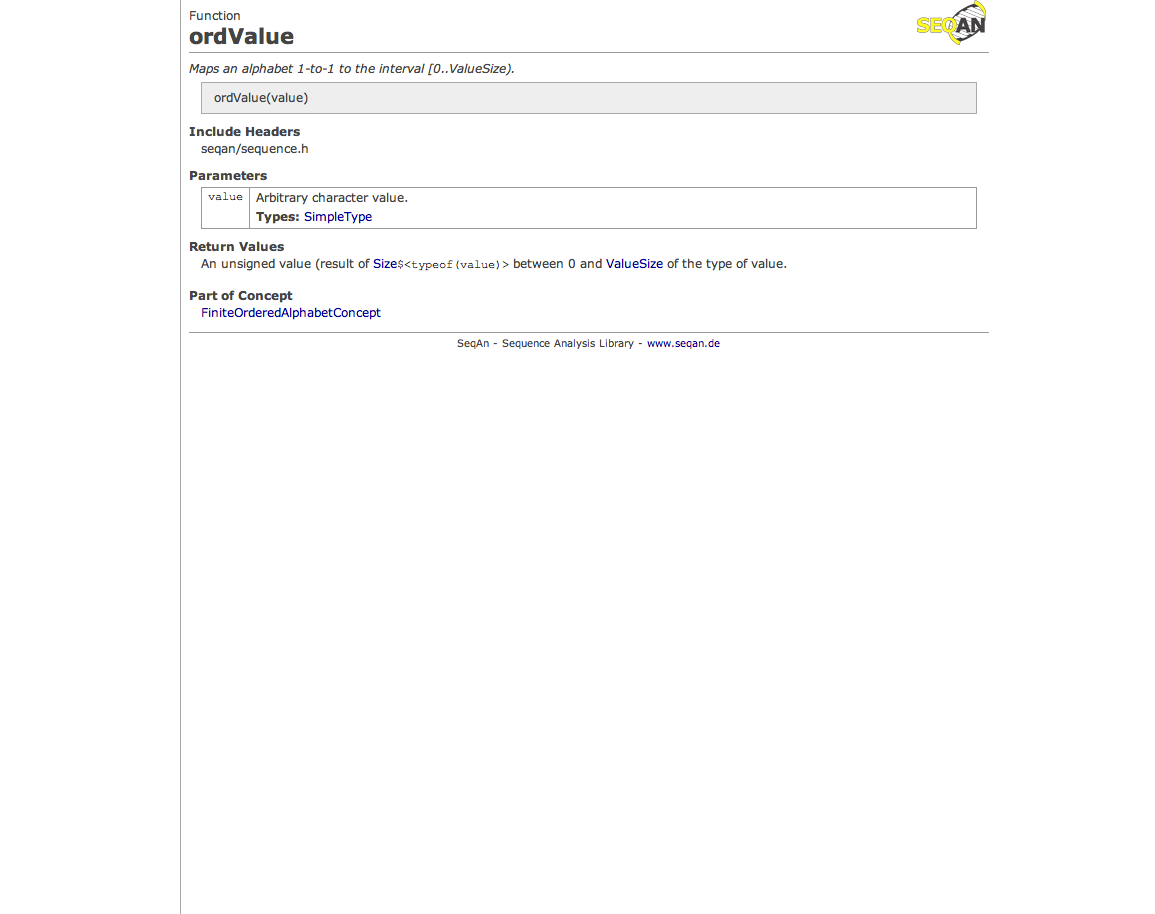 Function
ordValue
SEQAN
Maps an alphabet 1-to-1 to the interval [0..ValueSize).
ordValue(value)
Include Headers
seqan/sequence.h
Parameters
value Arbitrary character value.
Types: SimpleType
Return Values
An unsigned value (result of Size$<typeof(value)> between 0 and ValueSize of the type of value.
Part of Concept
FiniteOrderedAlphabetConcept
SeqAn - Sequence Analysis Library - www.seqan.de